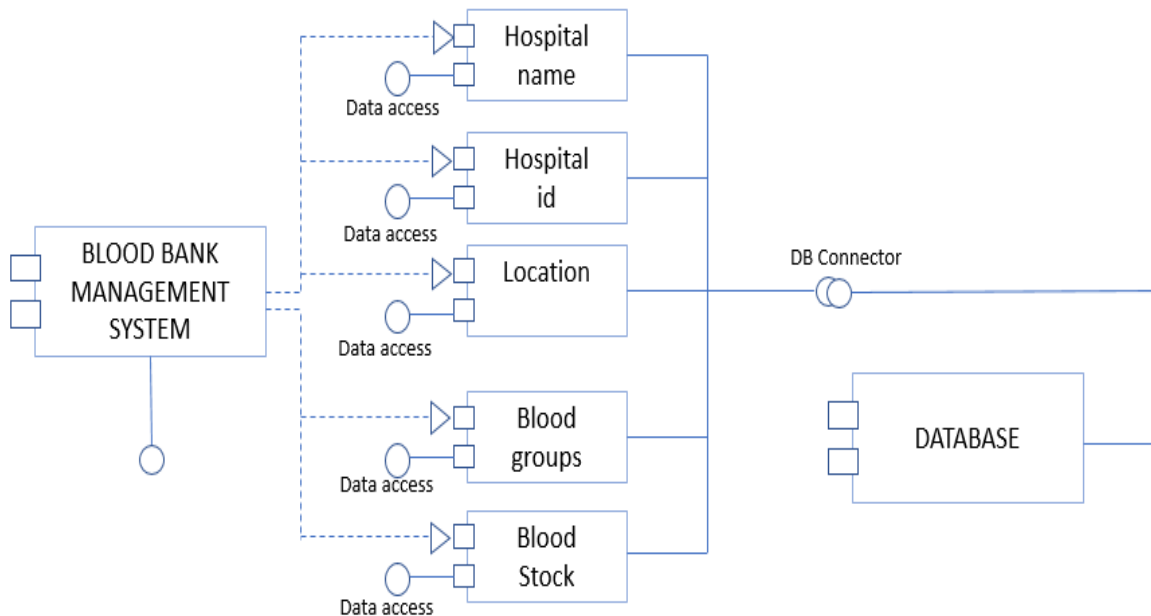 Hospital
name
Data access
Hospital
id
Data access
BLOOD BANK
MANAGEMENT
SYSTEM
Location
Data access
DB Connector
Blood
groups
Data access
DATABASE
Blood
Stock
Data access